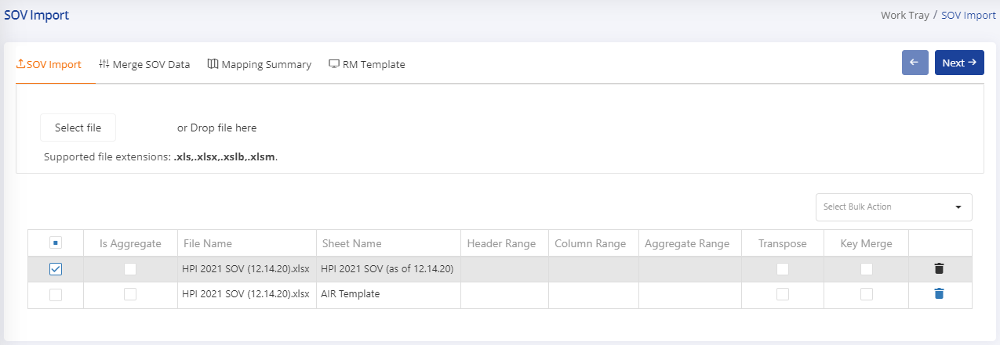 SOV Import
Work Tray / SOV Import
SOV Import Merge SOV Data Mapping Summary RM Template
Next
Select file or Drop file here
Supported file extensions: .xls,.xlsx,.xslb,.xlsm.
Select Bulk Action
Is Aggregate File Name Sheet Name Header Range Column Range Aggregate Range Transpose Key Merge
HPI 2021 SOV (12.14.20).xlsx HPI 2021 SOV (as of 12.14.20)
HPI 2021 SOV (12.14.20).xlsx AIR Template